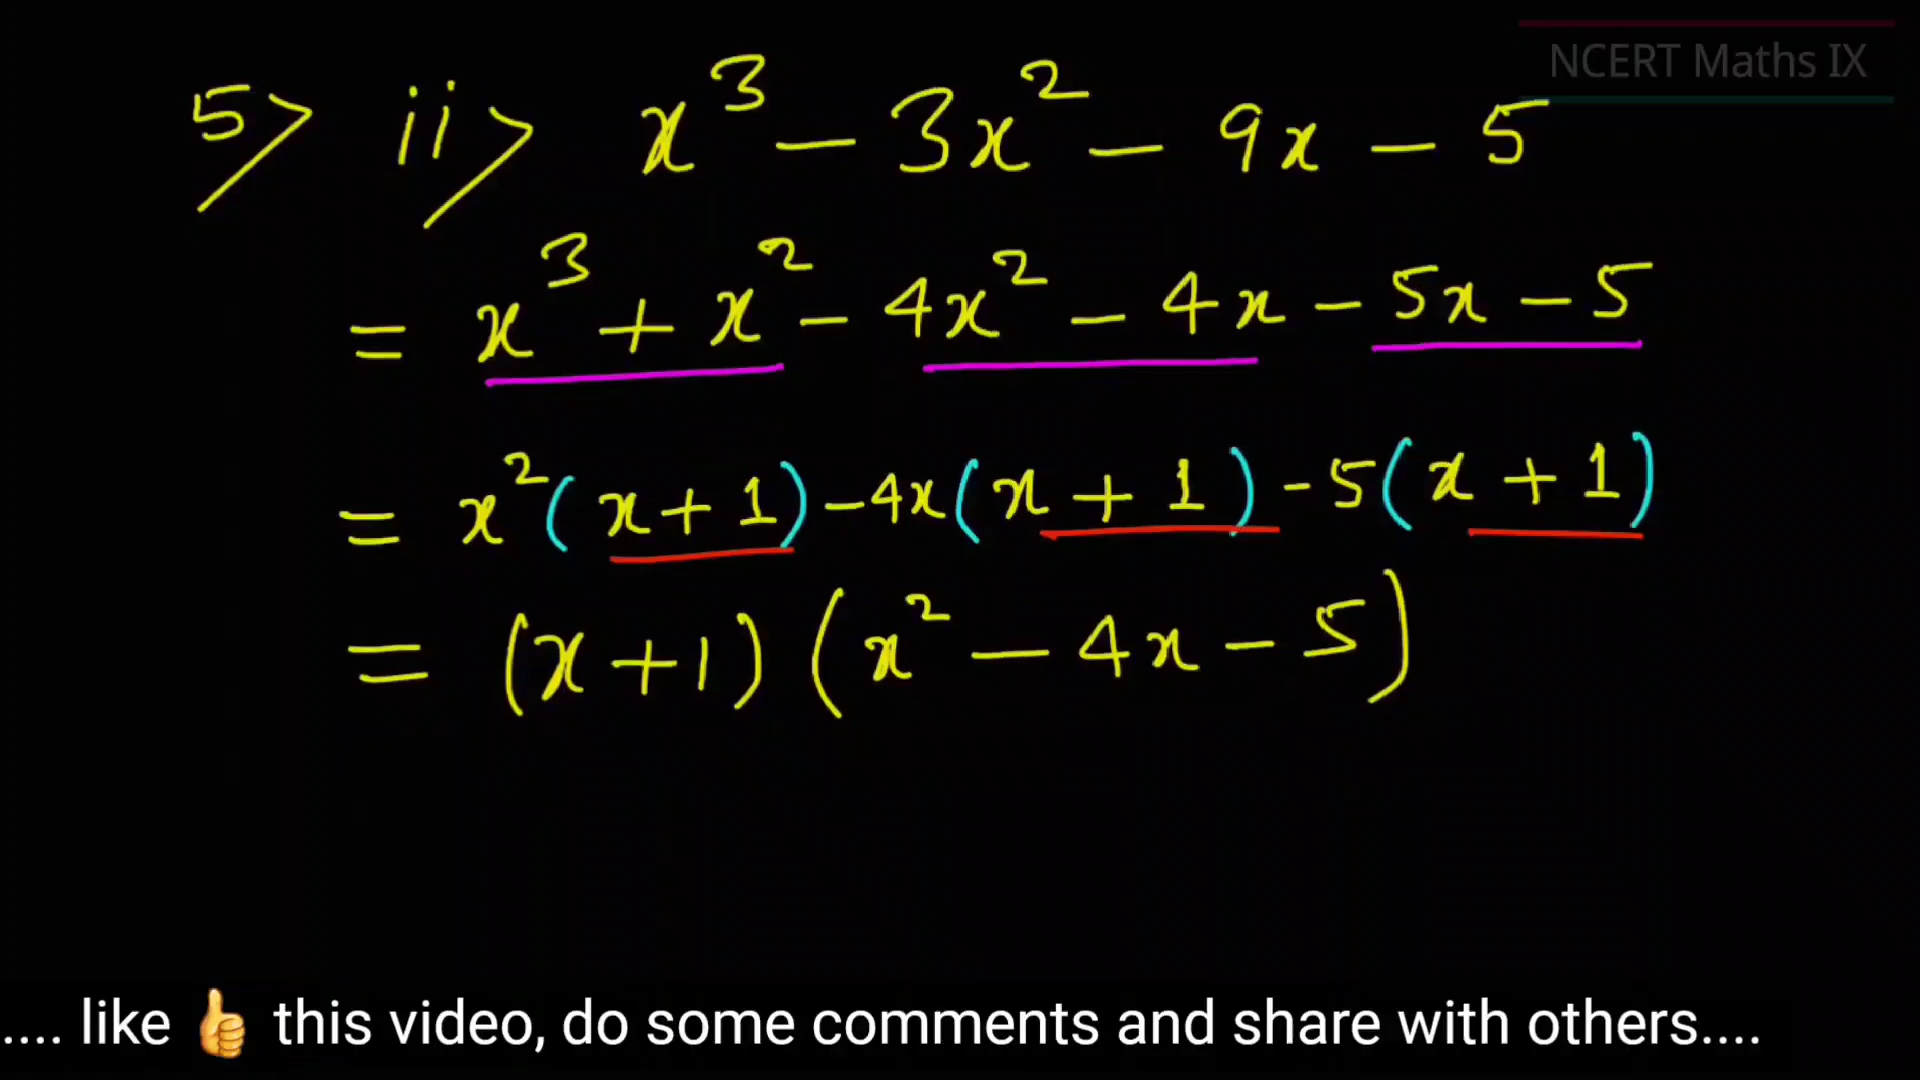 NCERT Maths IX
5> ii> x³ - 3x² - 9x - 5
= x³ + x² - 4x² - 4x - 5x - 5
= x²(x+1) - 4x(x+1) - 5(x+1)
= (x+1)(x² - 4x - 5)
.... like 👍 this video, do some comments and share with others....